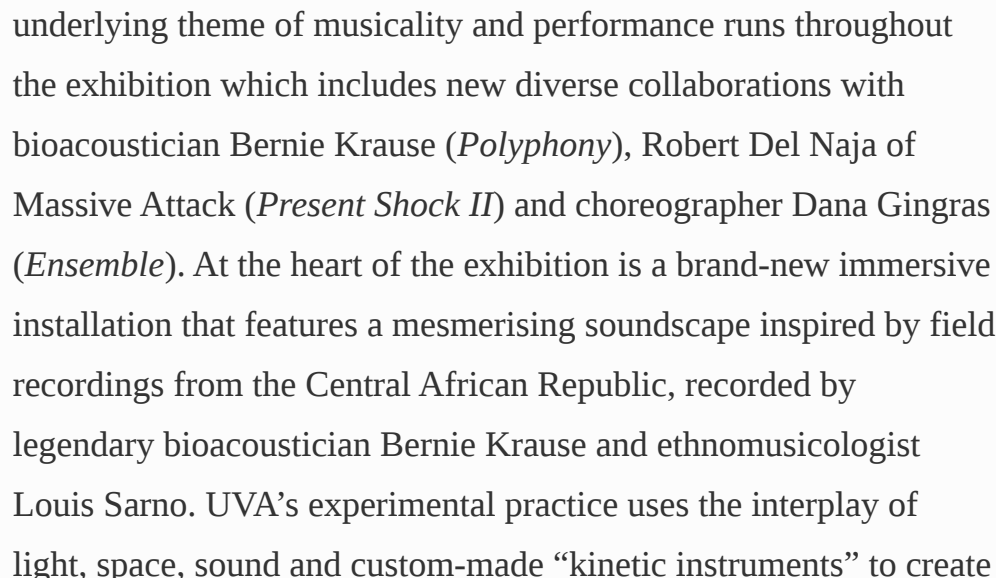 underlying theme of musicality and performance runs throughout
the exhibition which includes new diverse collaborations with
bioacoustician Bernie Krause (Polyphony), Robert Del Naja of
Massive Attack (Present Shock II) and choreographer Dana Gingras
(Ensemble). At the heart of the exhibition is a brand-new immersive
installation that features a mesmerising soundscape inspired by field
recordings from the Central African Republic, recorded by
legendary bioacoustician Bernie Krause and ethnomusicologist
Louis Sarno. UVA’s experimental practice uses the interplay of
light, space, sound and custom-made “kinetic instruments” to create